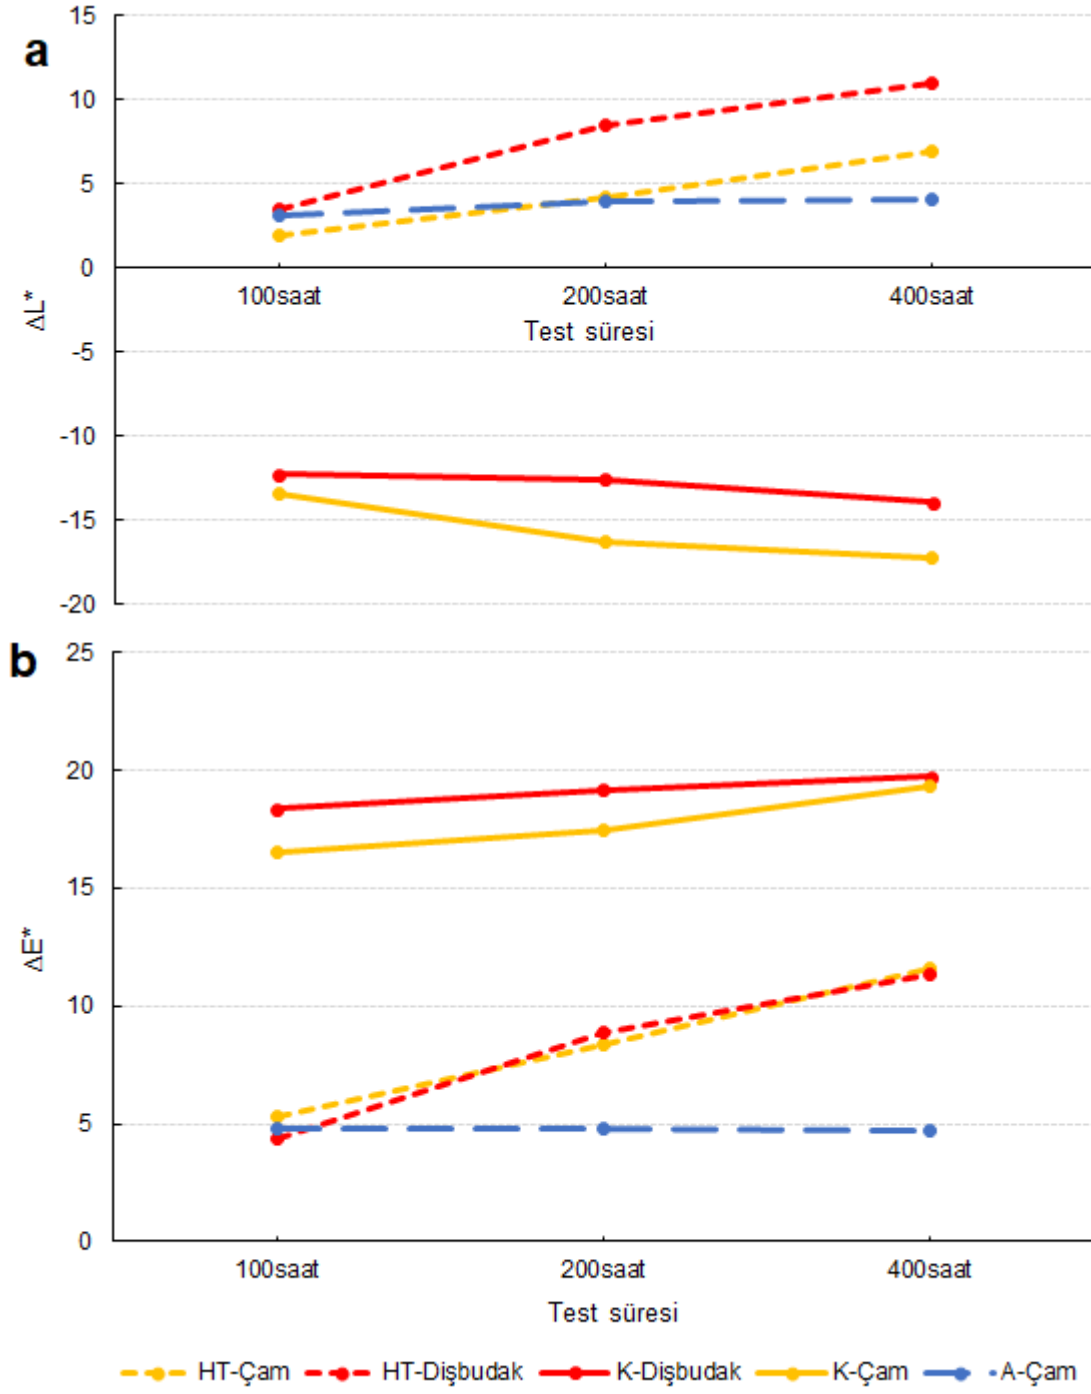 a
15
10
5
0
-5
-10
-15
-20
ΔL*
100saat 200saat 400saat
Test süresi
b
25
20
15
10
5
0
ΔE*
100saat 200saat 400saat
Test süresi
HT-Çam HT-Dişbudak K-Dişbudak K-Çam A-Çam